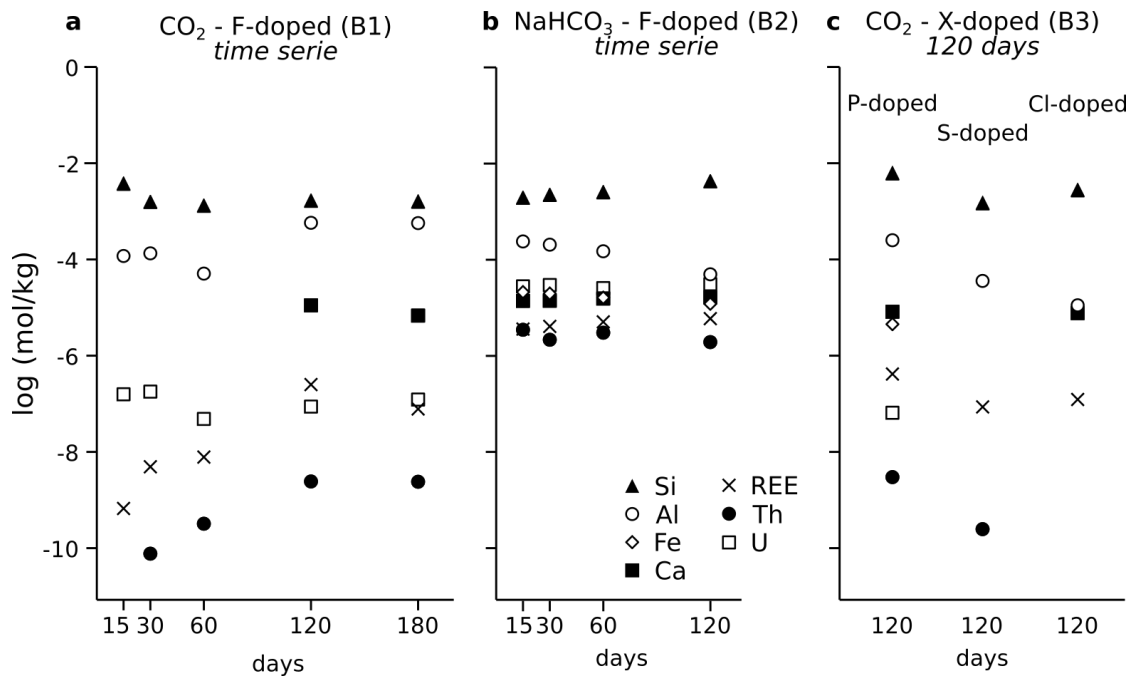 a CO₂ - F-doped (B1)
time serie
b NaHCO₃ - F-doped (B2)
time serie
c CO₂ - X-doped (B3)
120 days
log (mol/kg)
0
-2
-4
-6
-8
-10
15 30 60 120 180
days
15 30 60 120
days
P-doped
S-doped
Cl-doped
120 120 120
days
Si
Al
Fe
Ca
REE
Th
U